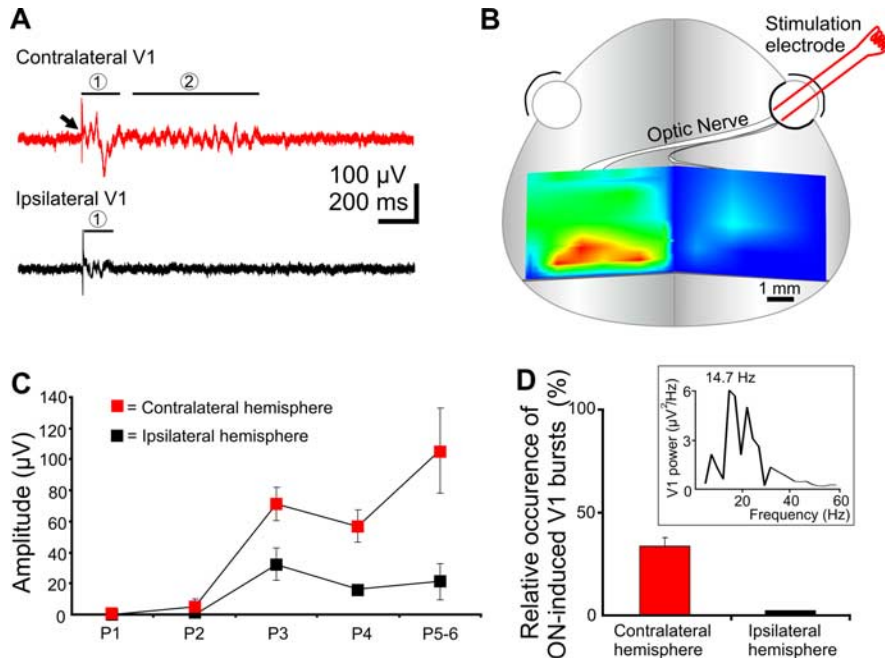 A
Contralateral V1
① ②
100 µV
200 ms
Ipsilateral V1
①
B
Stimulation
electrode
Optic Nerve
1 mm
C
Amplitude (µV)
140
120
100
80
60
40
20
0
= Contralateral hemisphere
= Ipsilateral hemisphere
P1 P2 P3 P4 P5-6
D
Relative occurence of
ON-induced V1 bursts (%)
100
50
0
14.7 Hz
V1 power (µV²/Hz)
6
3
0
20 40 60
Frequency (Hz)
Contralateral
hemisphere
Ipsilateral
hemisphere